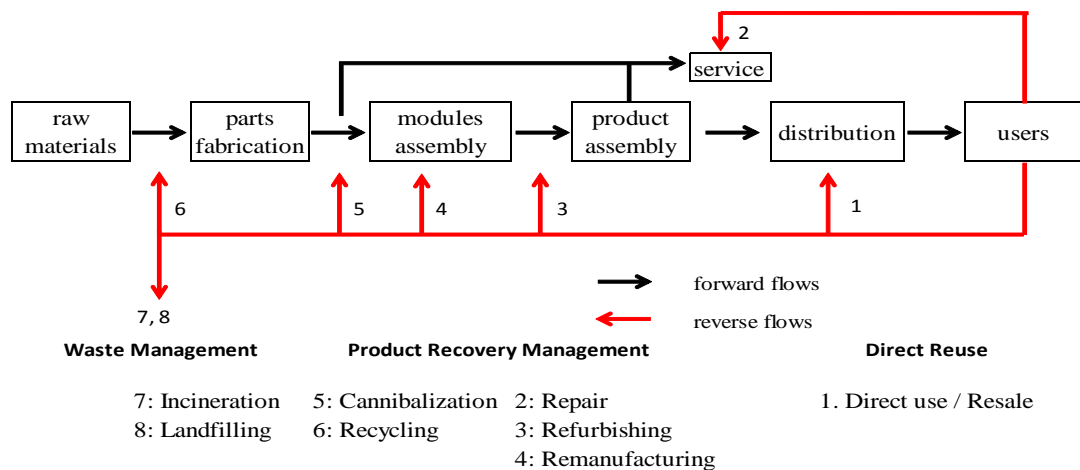 2
service
raw
materials
parts
fabrication
modules
assembly
product
assembly
distribution
users
6
5
4
3
1
forward flows
reverse flows
7, 8
Waste Management
Product Recovery Management
Direct Reuse
7: Incineration
5: Cannibalization
2: Repair
1. Direct use / Resale
8: Landfilling
6: Recycling
3: Refurbishing
4: Remanufacturing